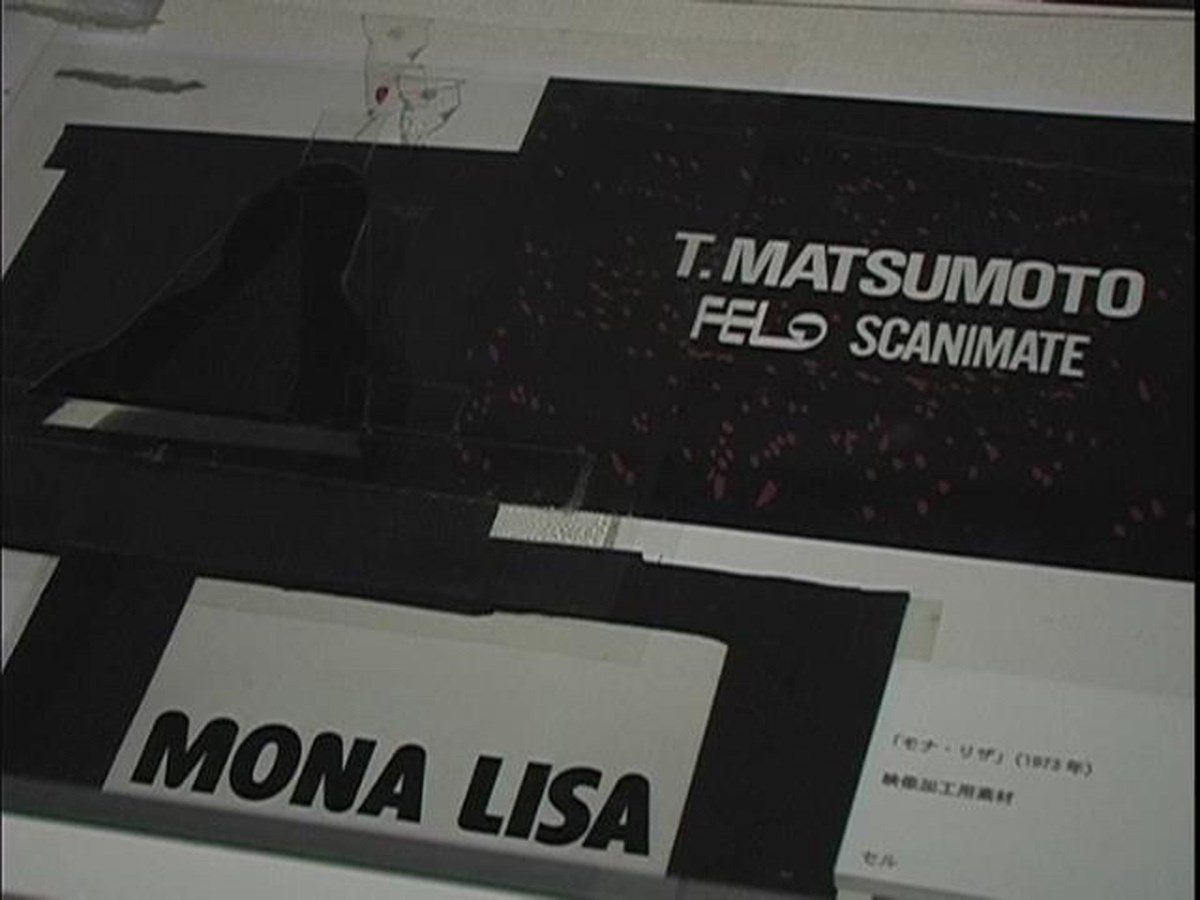 T. MATSUMOTO
FELG SCANIMATE
MONA LISA
「モナ・リザ」(1973 年)
映像加工用素材
セル